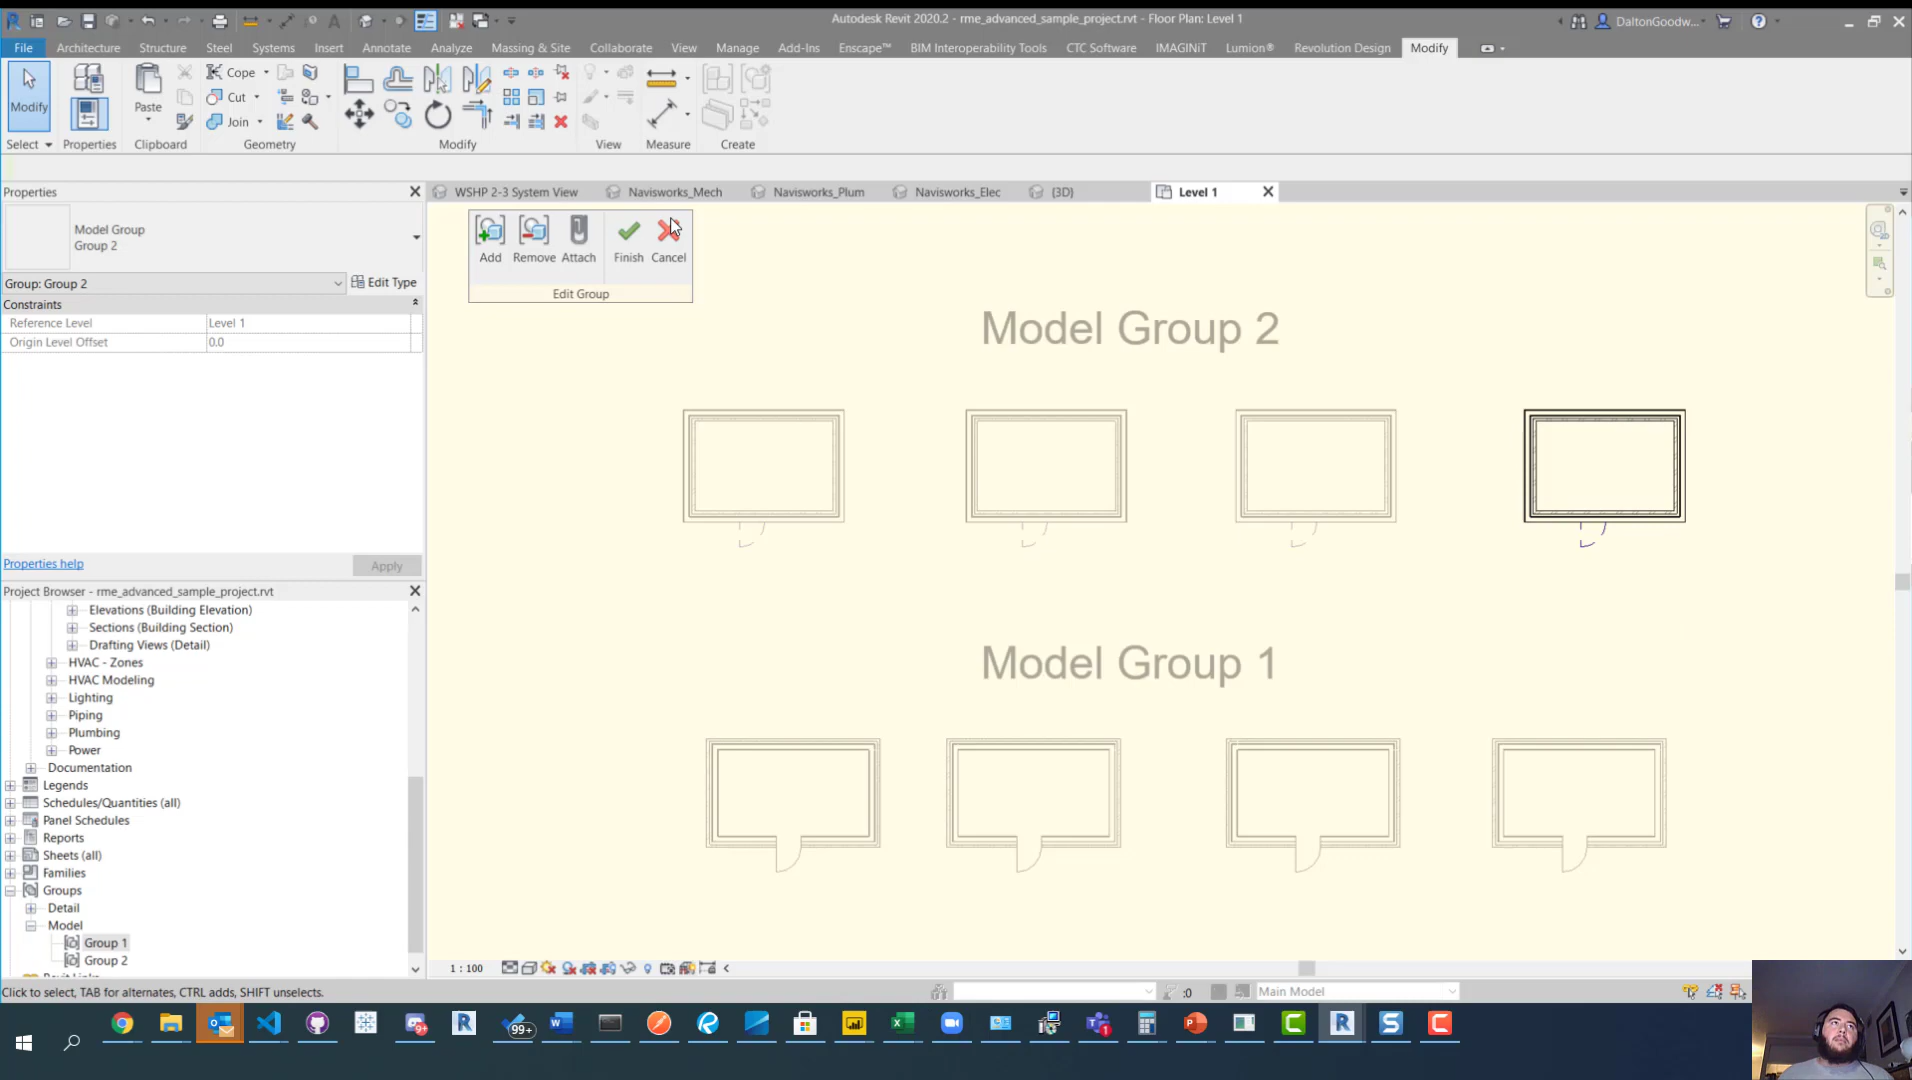 Autodesk Revit 2020.2 - rme_advanced_sample_project.rvt - Floor Plan: Level 1
DaltonGoodw...
File Architecture Structure Steel Systems Insert Annotate Analyze Massing & Site Collaborate View Manage Add-Ins Enscape™ BIM Interoperability Tools CTC Software IMAGINiT Lumion® Revolution Design Modify
Modify
Paste
Cope
Cut
Join
Select Properties Clipboard Geometry Modify View Measure Create
Properties
WSHP 2-3 System View Navisworks_Mech Navisworks_Plum Navisworks_Elec {3D} Level 1
Model Group
Group 2
Group: Group 2
Edit Type
Constraints
Reference Level Level 1
Origin Level Offset 0.0
Properties help
Apply
Add Remove Attach Finish Cancel
Edit Group
Model Group 2
Model Group 1
Project Browser - rme_advanced_sample_project.rvt
Elevations (Building Elevation)
Sections (Building Section)
Drafting Views (Detail)
HVAC - Zones
HVAC Modeling
Lighting
Piping
Plumbing
Power
Documentation
Legends
Schedules/Quantities (all)
Panel Schedules
Reports
Sheets (all)
Families
Groups
Detail
Model
Group 1
Group 2
Revit Links
1 : 100
Click to select, TAB for alternates, CTRL adds, SHIFT unselects.
:0
Main Model
99+